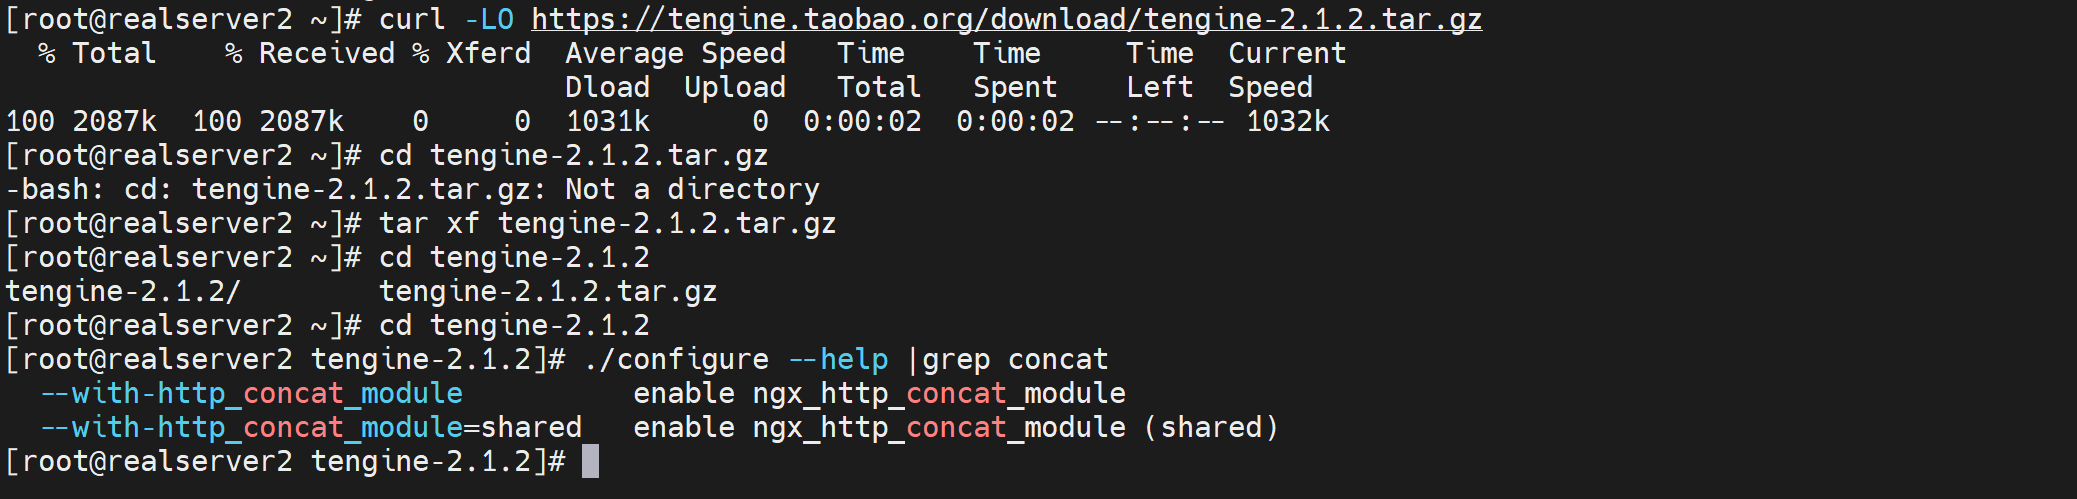 [root@realserver2 ~]# curl -LO https://tengine.taobao.org/download/tengine-2.1.2.tar.gz
  % Total    % Received % Xferd  Average Speed   Time    Time     Time  Current
                                 Dload  Upload   Total   Spent    Left  Speed
100 2087k  100 2087k    0     0  1031k      0  0:00:02  0:00:02 --:--:-- 1032k
[root@realserver2 ~]# cd tengine-2.1.2.tar.gz
-bash: cd: tengine-2.1.2.tar.gz: Not a directory
[root@realserver2 ~]# tar xf tengine-2.1.2.tar.gz
[root@realserver2 ~]# cd tengine-2.1.2
tengine-2.1.2/        tengine-2.1.2.tar.gz
[root@realserver2 ~]# cd tengine-2.1.2
[root@realserver2 tengine-2.1.2]# ./configure --help |grep concat
  --with-http_concat_module          enable ngx_http_concat_module
  --with-http_concat_module=shared   enable ngx_http_concat_module (shared)
[root@realserver2 tengine-2.1.2]#